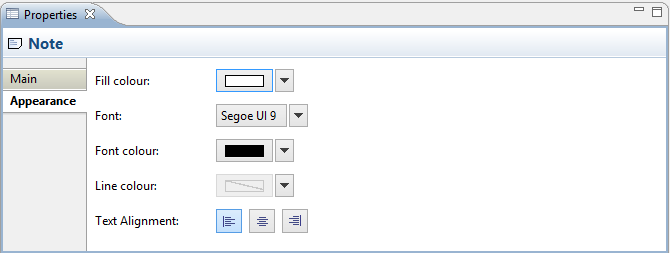 Properties
Note
Main
Appearance
Fill colour:
Font:
Segoe UI 9
Font colour:
Line colour:
Text Alignment: